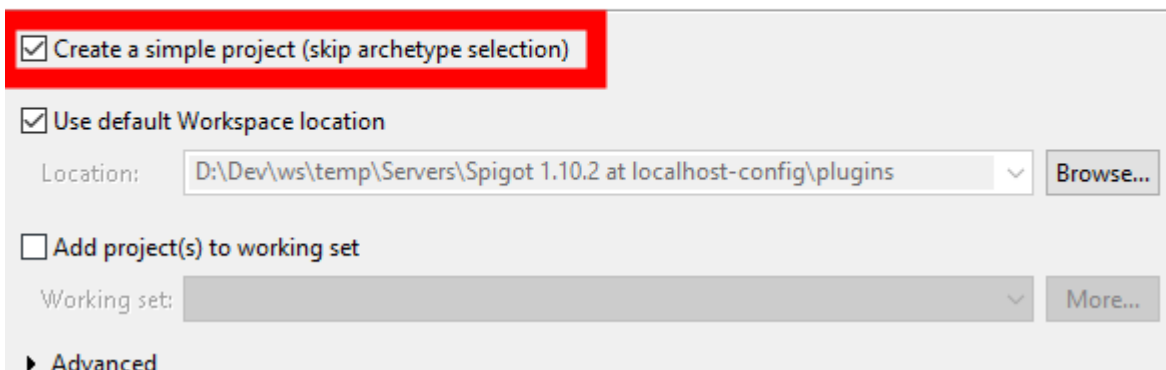 Create a simple project (skip archetype selection)
Use default Workspace location
Location: D:\Dev\ws\temp\Servers\Spigot 1.10.2 at localhost-config\plugins Browse...
Add project(s) to working set
Working set: More...
Advanced